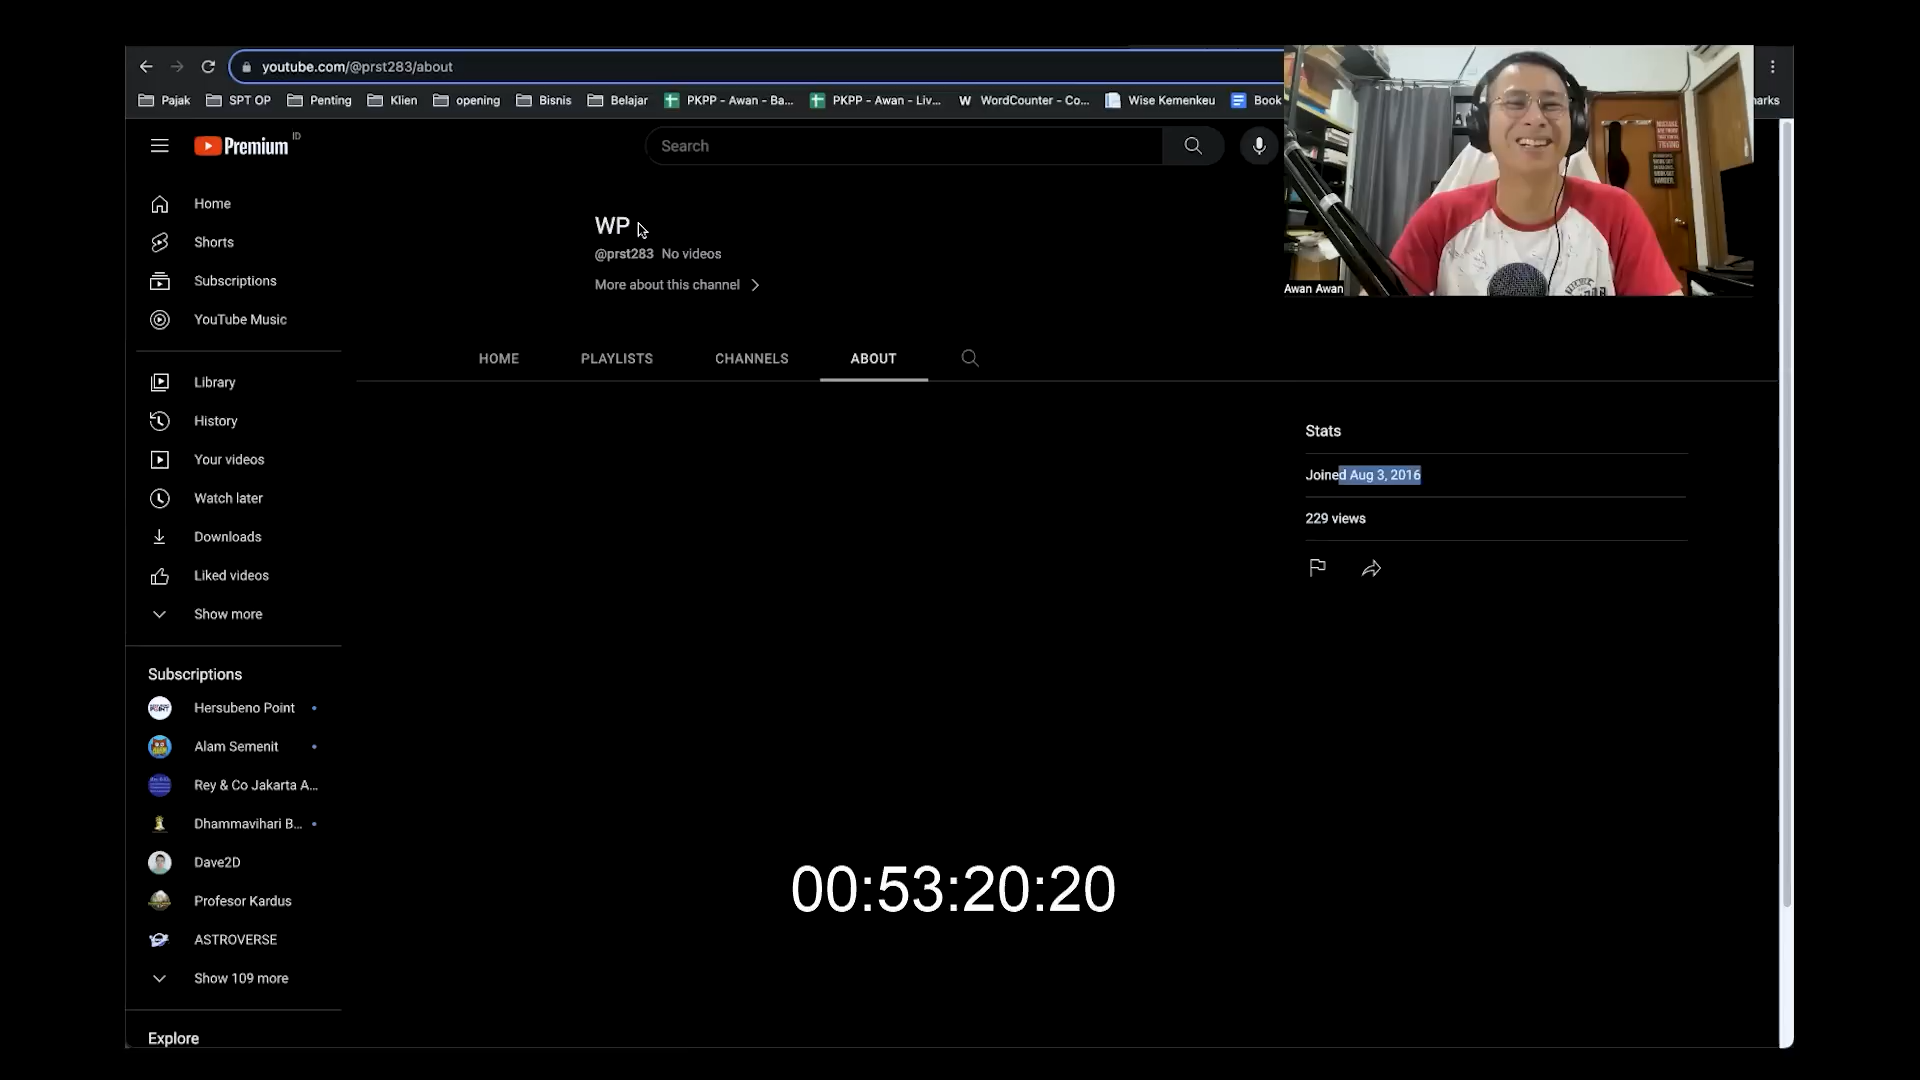 youtube.com/@prst283/about
Pajak SPT OP Penting Klien opening Bisnis Belajar PKPP - Awan - Ba... PKPP - Awan - Liv... WordCounter - Co... Wise Kemenkeu Book
arks
Premium ID
Search
Home
Shorts
Subscriptions
YouTube Music
Library
History
Your videos
Watch later
Downloads
Liked videos
Show more
Subscriptions
Hersubeno Point
Alam Semenit
Rey & Co Jakarta A...
Dhammavihari B...
Dave2D
Profesor Kardus
ASTROVERSE
Show 109 more
Explore
WP
@prst283 No videos
More about this channel
HOME PLAYLISTS CHANNELS ABOUT
Stats
Joined Aug 3, 2016
229 views
Awan Awan
00:53:20:20